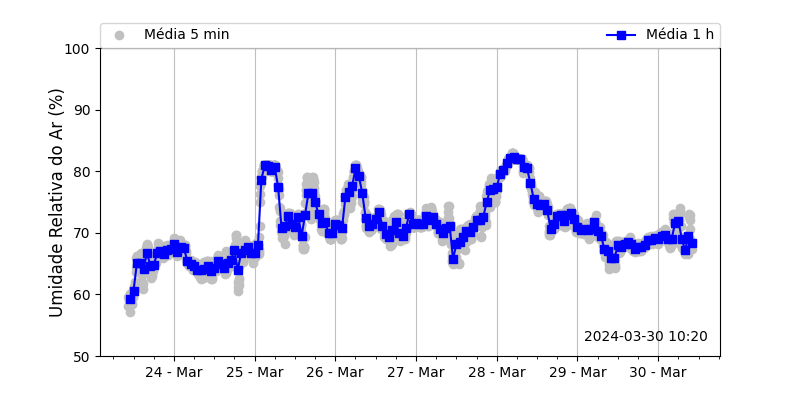 Média 5 min
Média 1 h
Umidade Relativa do Ar (%)
100
90
80
70
60
50
2024-03-30 10:20
24 - Mar
25 - Mar
26 - Mar
27 - Mar
28 - Mar
29 - Mar
30 - Mar